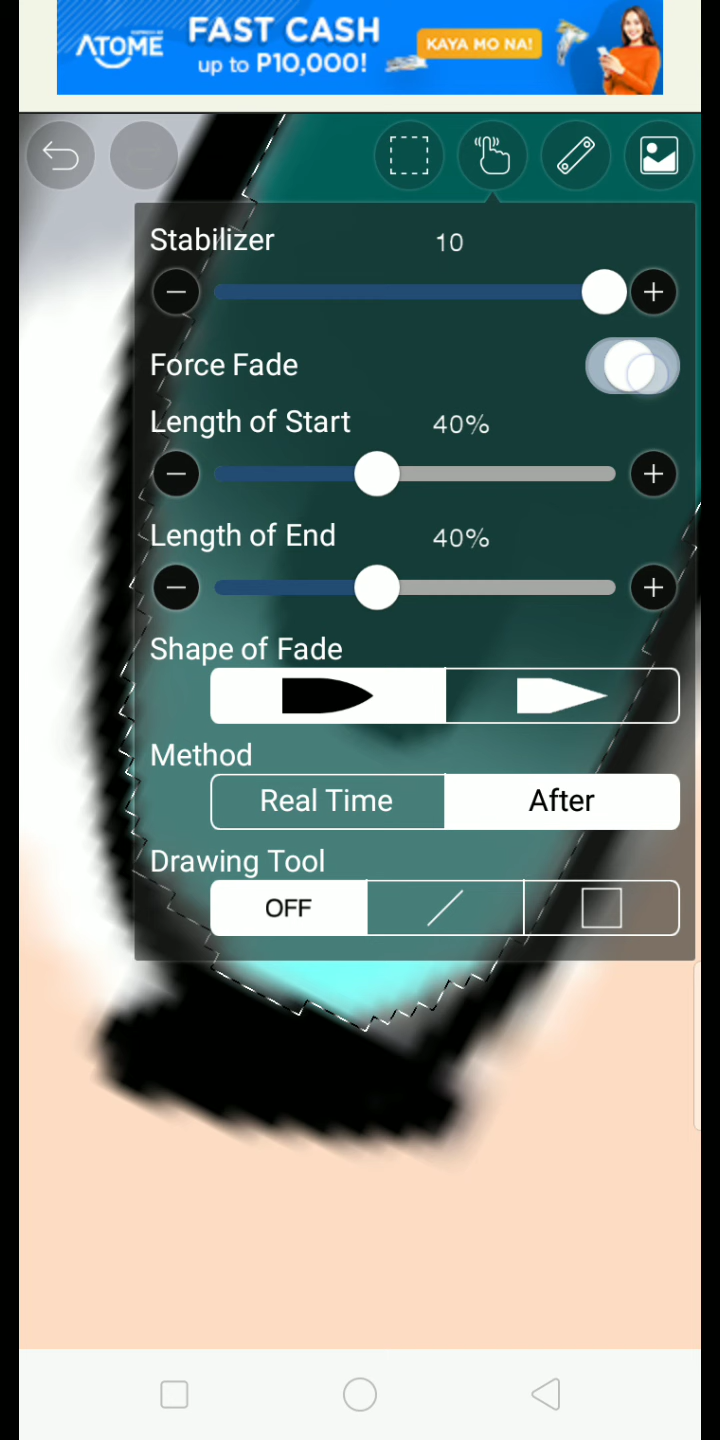 ATOME
FAST CASH
up to P10,000!
KAYA MO NA!
Stabilizer 10
Force Fade
Length of Start 40%
Length of End 40%
Shape of Fade
Method
Real Time After
Drawing Tool
OFF